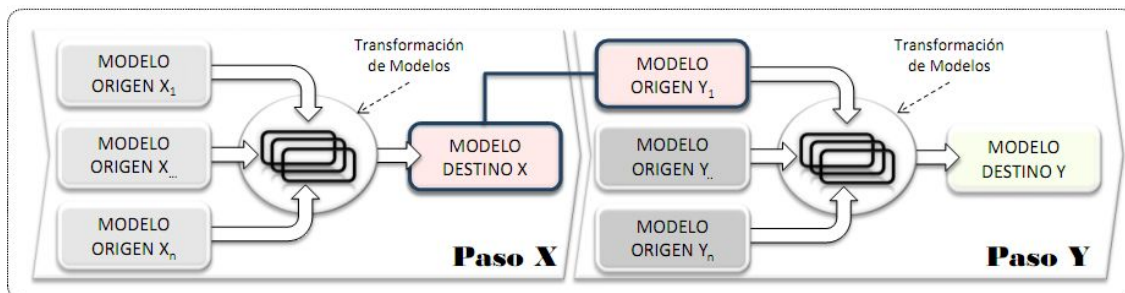 MODELO
ORIGEN X1
MODELO
ORIGEN X...
MODELO
ORIGEN Xn
Transformación
de Modelos
MODELO
DESTINO X
Paso X
MODELO
ORIGEN Y1
MODELO
ORIGEN Y..
MODELO
ORIGEN Yn
Transformación
de Modelos
MODELO
DESTINO Y
Paso Y